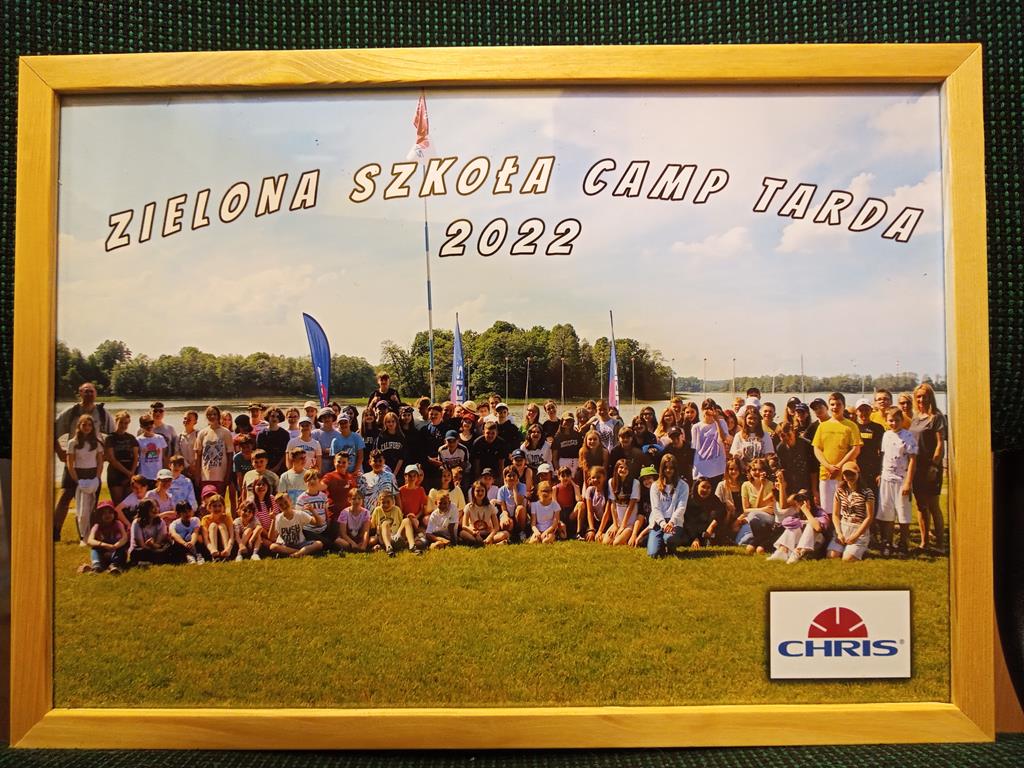 ZIELONA SZKOŁA CAMP TARDA
2022
CHRIS®